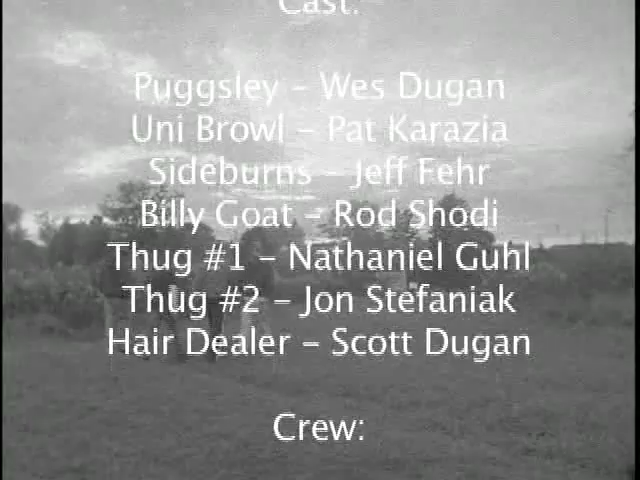 Cast:
Puggsley - Wes Dugan
Uni Browl - Pat Karazia
Sideburns - Jeff Fehr
Billy Goat - Rod Shodi
Thug #1 - Nathaniel Guhl
Thug #2 - Jon Stefaniak
Hair Dealer - Scott Dugan
Crew: